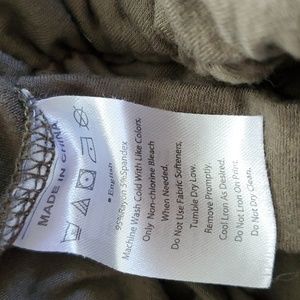 MADE IN CHINA
• English
95%Rayon 5%Spandex
Machine Wash Cold With Like Colors.
Only Non-chlorine Bleach
When Needed.
Do Not Use Fabric Softeners,
Tumble Dry Low.
Remove Promptly.
Cool Lron As Desired.
Do Not Lron On Print.
Do Not Dry Clean.